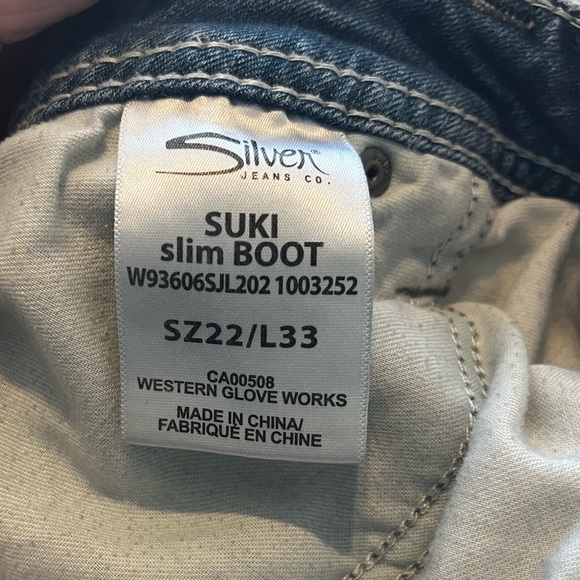 Silver™
JEANS CO.
SUKI
slim BOOT
W93606SJL202 1003252
SZ22/L33
CA00508
WESTERN GLOVE WORKS
MADE IN CHINA/
FABRIQUÉ EN CHINE